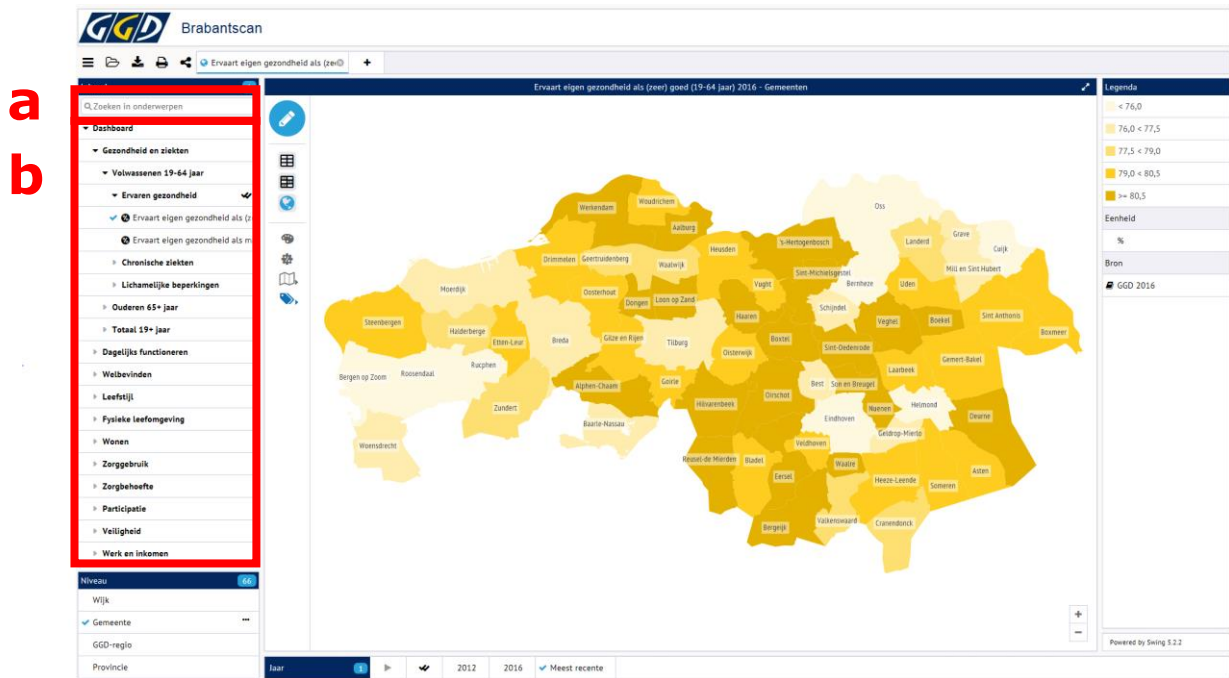 GGD Brabantscan
Ervaart eigen gezondheid als (zee
+
a
1
Ervaart eigen gezondheid als (zeer) goed (19-64 jaar) 2016 - Gemeenten
Zoeken in onderwerpen
b
Dashboard
Gezondheid en ziekten
Volwassenen 19-64 jaar
Ervaren gezondheid
Ervaart eigen gezondheid als (z
Ervaart eigen gezondheid als m
Chronische ziekten
Lichamelijke beperkingen
Ouderen 65+ jaar
Totaal 19+ jaar
Dagelijks functioneren
Welbevinden
Leefstijl
Fysieke leefomgeving
Wonen
Zorggebruik
Zorgbehoefte
Participatie
Veiligheid
Werk en inkomen
Niveau 66
Wijk
Gemeente
GGD-regio
Provincie
Werkendam
Woudrichem
Aalburg
Oss
Heusden
's-Hertogenbosch
Landerd
Grave
Cuijk
Drimmelen
Geertruidenberg
Waalwijk
Sint-Michielsgestel
Bernheze
Mill en Sint Hubert
Moerdijk
Oosterhout
Dongen
Loon op Zand
Vught
Uden
Steenbergen
Halderberge
Etten-Leur
Breda
Gilze en Rijen
Tilburg
Haaren
Schijndel
Boxtel
Veghel
Boekel
Sint Anthonis
Boxmeer
Bergen op Zoom
Roosendaal
Rucphen
Oisterwijk
Sint-Oedenrode
Laarbeek
Gemert-Bakel
Zundert
Alphen-Chaam
Goirle
Hilvarenbeek
Oirschot
Best
Son en Breugel
Woensdrecht
Baarle-Nassau
Eindhoven
Nuenen
Helmond
Deurne
Geldrop-Mierlo
Veldhoven
Reusel-de Mierden
Bladel
Eersel
Waalre
Heeze-Leende
Someren
Asten
Bergeijk
Valkenswaard
Cranendonck
+
−
Jaar 1 2012 2016 Meest recente
Legenda
< 76,0
76,0 < 77,5
77,5 < 79,0
79,0 < 80,5
>= 80,5
Eenheid
%
Bron
GGD 2016
Powered by Swing 5.2.2